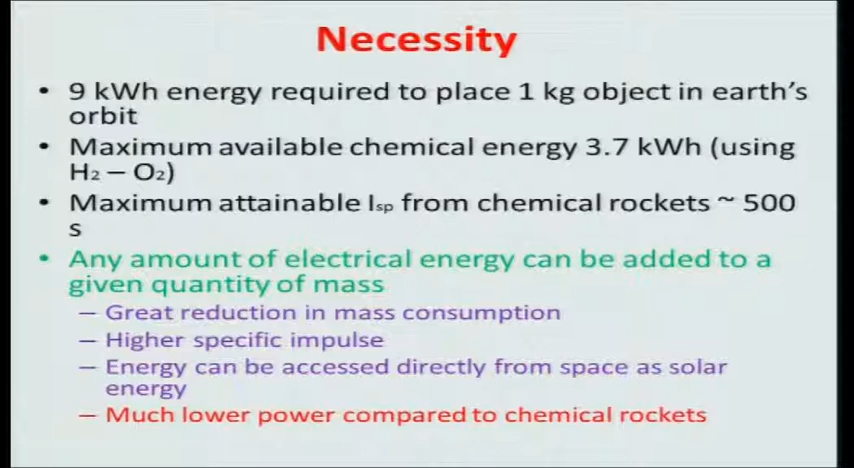 Necessity
• 9 kWh energy required to place 1 kg object in earth's
orbit
• Maximum available chemical energy 3.7 kWh (using
H₂ – O₂)
• Maximum attainable Isp from chemical rockets ~ 500
s
• Any amount of electrical energy can be added to a
given quantity of mass
– Great reduction in mass consumption
– Higher specific impulse
– Energy can be accessed directly from space as solar
energy
– Much lower power compared to chemical rockets